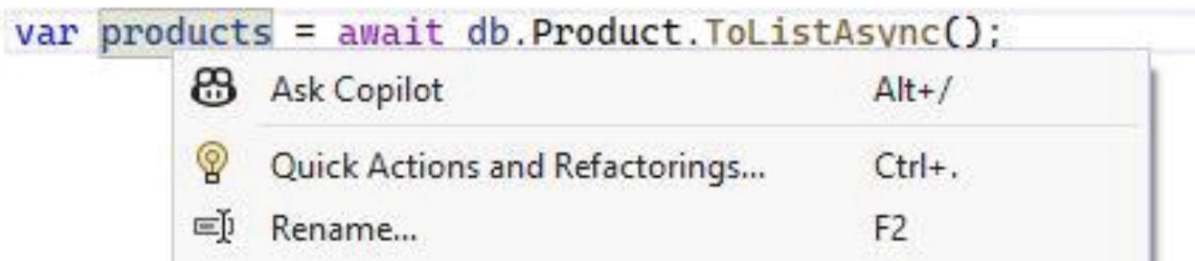 var products = await db.Product.ToListAsync();
Ask Copilot Alt+/
Quick Actions and Refactorings... Ctrl+.
Rename... F2